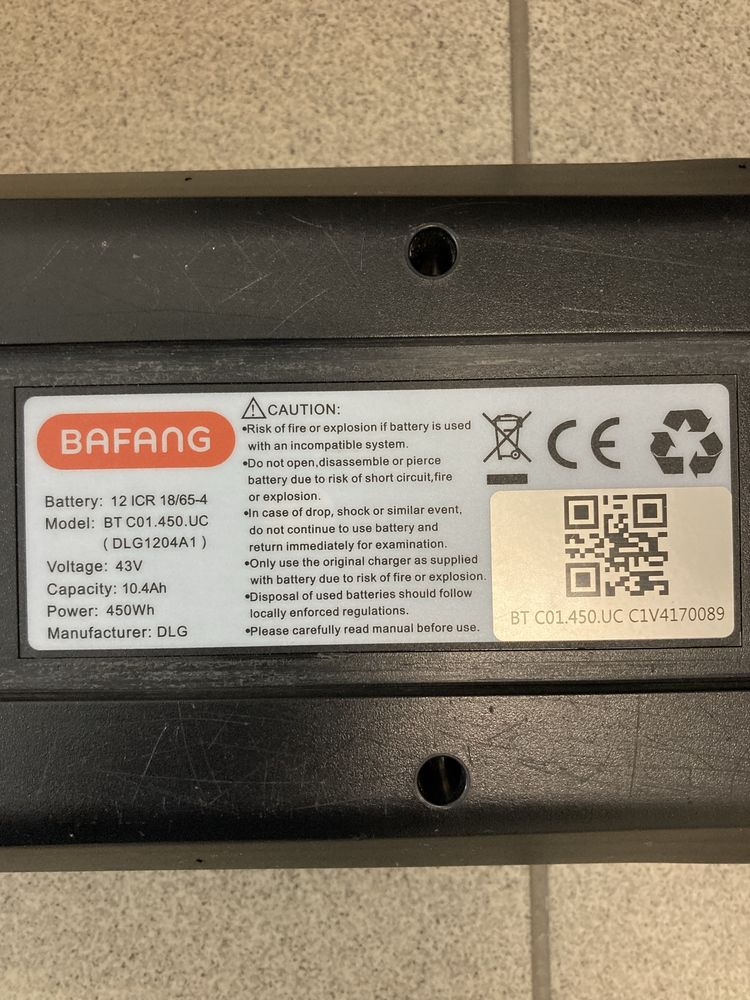 BAFANG
Battery: 12 ICR 18/65-4
Model: BT C01.450.UC
( DLG1204A1 )
Voltage: 43V
Capacity: 10.4Ah
Power: 450Wh
Manufacturer: DLG
CAUTION:
•Risk of fire or explosion if battery is used
with an incompatible system.
•Do not open,disassemble or pierce
battery due to risk of short circuit,fire
or explosion.
•In case of drop, shock or similar event,
do not continue to use battery and
return immediately for examination.
•Only use the original charger as supplied
with battery due to risk of fire or explosion.
•Disposal of used batteries should follow
locally enforced regulations.
•Please carefully read manual before use.
CE
BT C01.450.UC C1V4170089